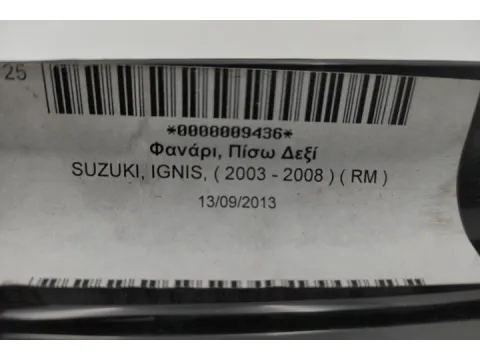 25
*0000009436*
Φανάρι, Πίσω Δεξί
SUZUKI, IGNIS, ( 2003 - 2008 ) ( RM )
13/09/2013